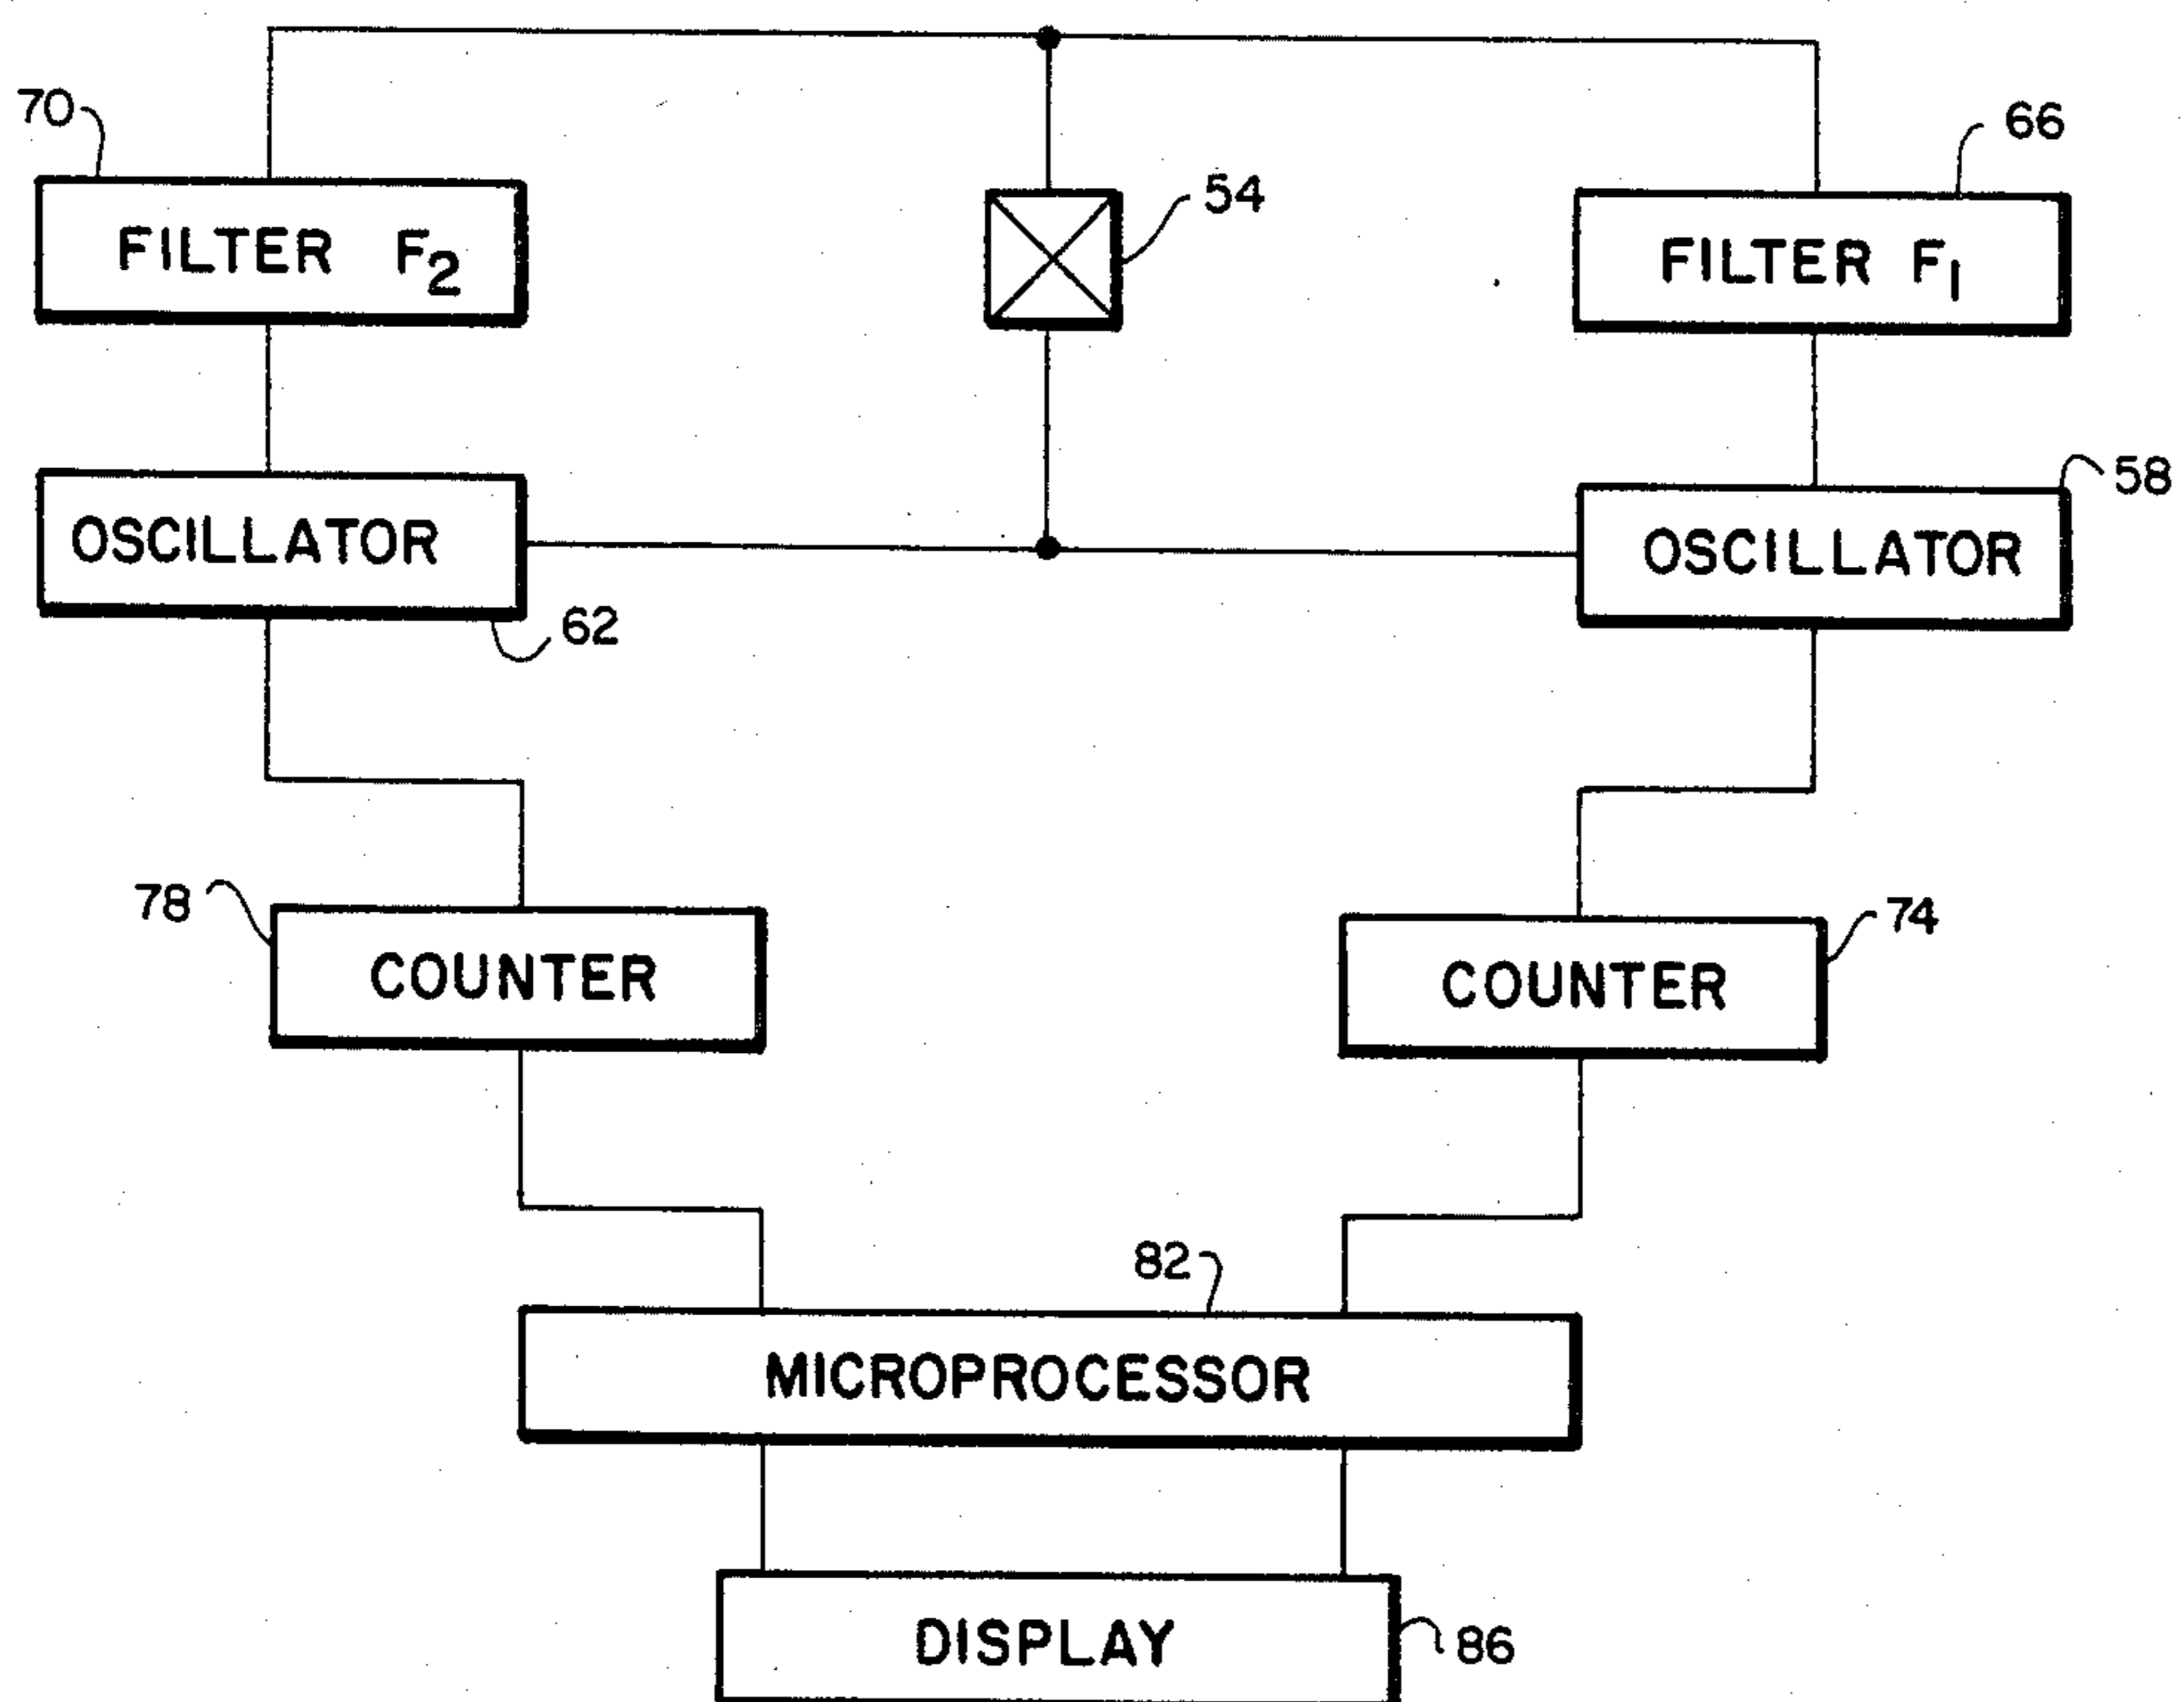 70
66
54
FILTER F2
FILTER F1
58
OSCILLATOR
OSCILLATOR
62
78
74
COUNTER
COUNTER
82
MICROPROCESSOR
DISPLAY
86